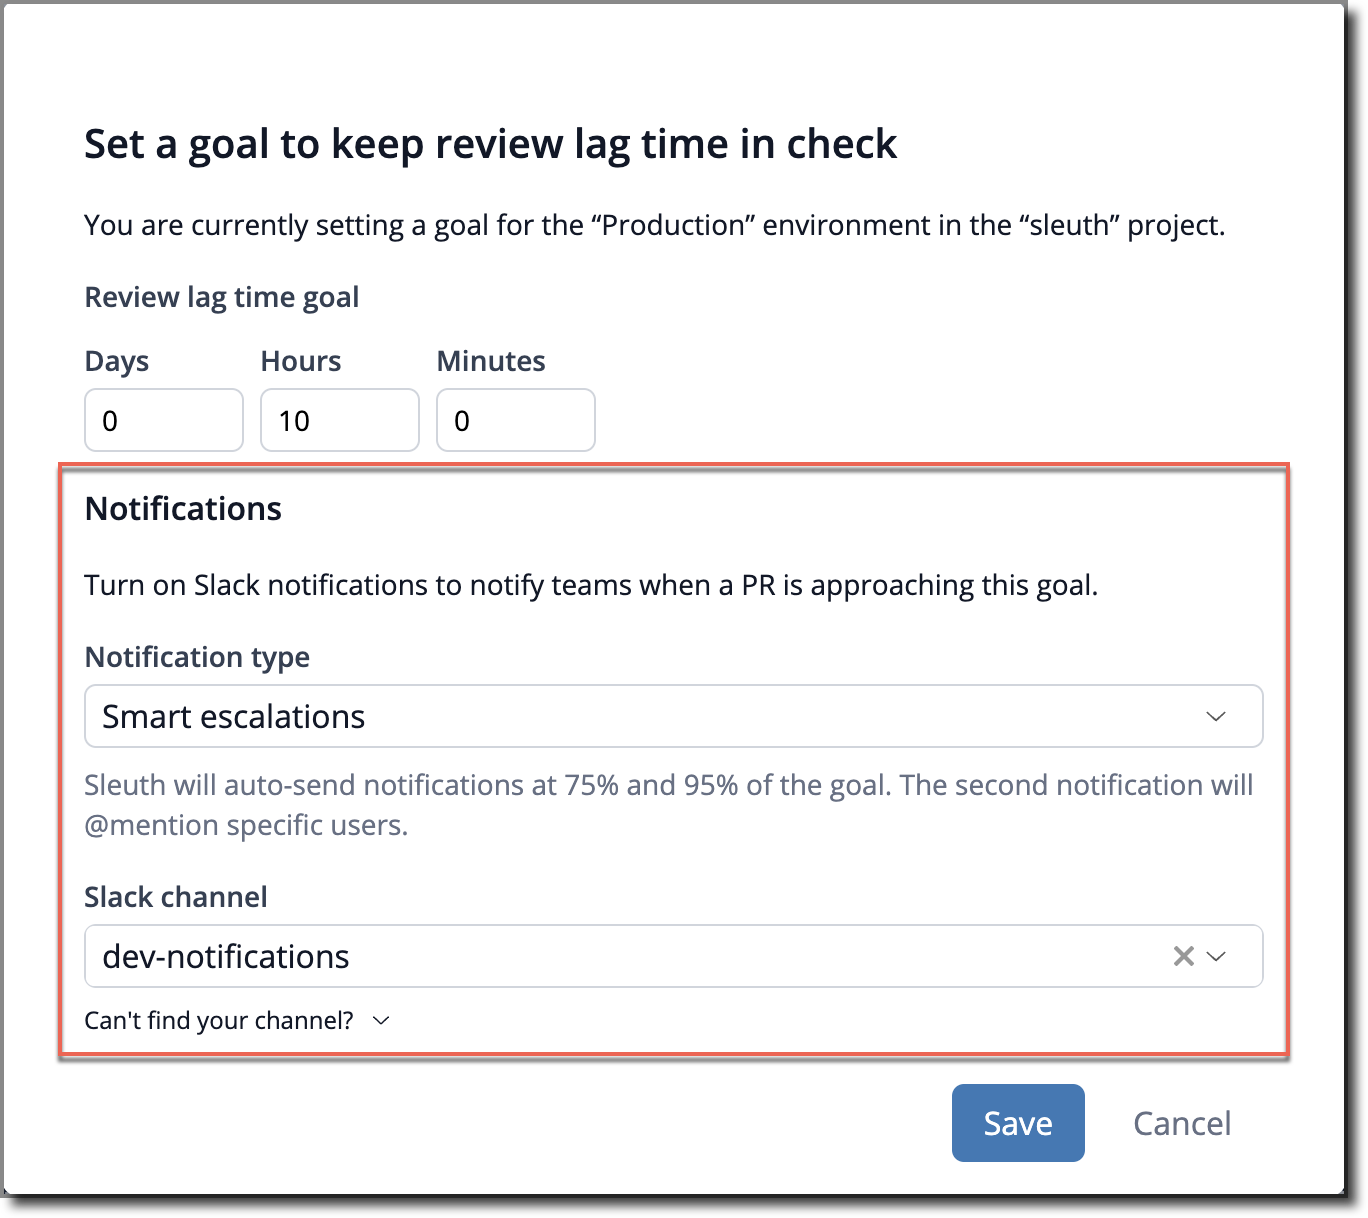 Set a goal to keep review lag time in check
You are currently setting a goal for the “Production” environment in the “sleuth” project.
Review lag time goal
Days Hours Minutes
0 10 0
Notifications
Turn on Slack notifications to notify teams when a PR is approaching this goal.
Notification type
Smart escalations
Sleuth will auto-send notifications at 75% and 95% of the goal. The second notification will
@mention specific users.
Slack channel
dev-notifications
Can't find your channel?
Save Cancel